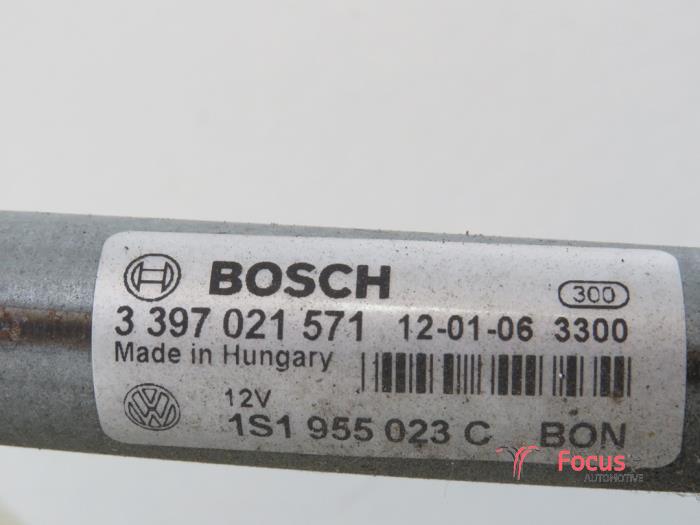 BOSCH 300
3 397 021 571 12-01-06 3300
Made in Hungary
12V
1S1 955 023 C BON
Focus
AUTOMOTIVE